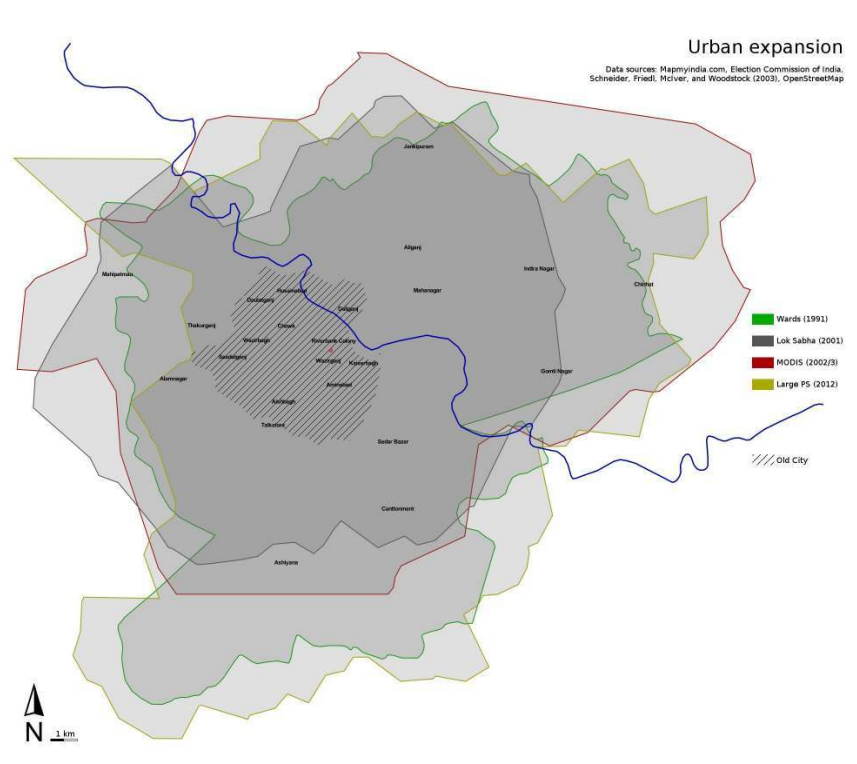 Urban expansion
Data sources: Mapmyindia.com, Election Commission of India,
Schneider, Friedl, McIver, and Woodstock (2003), OpenStreetMap
Jankipuram
Aliganj
Indira Nagar
Mahipatmau
Chinhat
Husainabad
Mahanagar
Daulatganj
Daliganj
Wards (1991)
Thakurganj
Chowk
Wazirbagh
Riverbank Colony
Lok Sabha (2001)
Saadatganj
Wazirganj
Kaiserbagh
MODIS (2002/3)
Alamnagar
Gomti Nagar
Aminabad
Large PS (2012)
Aishbagh
Talkatora
Sadar Bazar
Old City
Cantonment
Ashiyana
N
1 km